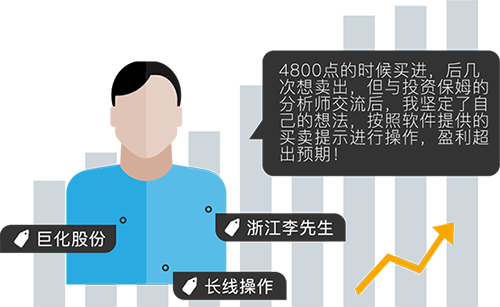 4800点的时候买进，后几
次想卖出，但与投资保姆的
分析师交流后，我坚定了自
己的想法，按照软件提供的
买卖提示进行操作，盈利超
出预期！
浙江李先生
巨化股份
长线操作